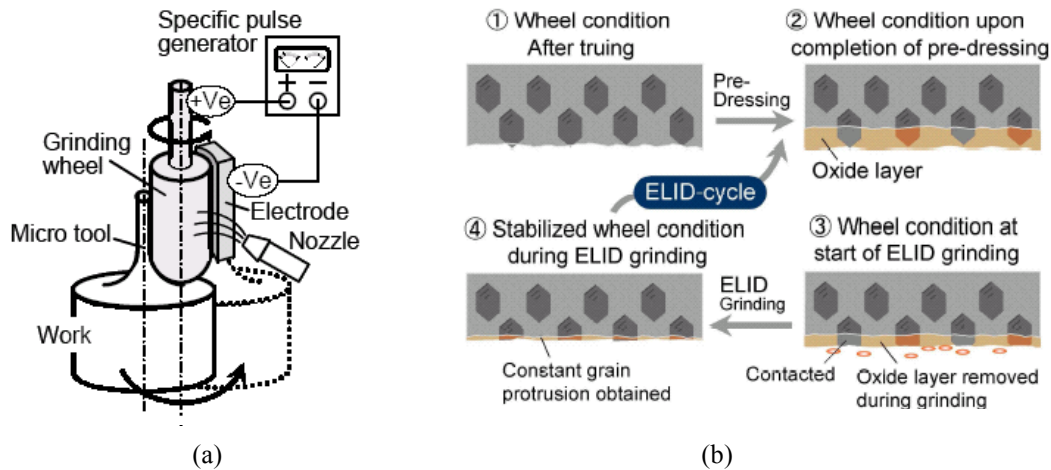 Specific pulse
generator
+ −
+Ve
Grinding
wheel
-Ve
Electrode
Micro tool
Nozzle
Work
(a)
① Wheel condition
After truing
② Wheel condition upon
completion of pre-dressing
Pre-
Dressing
Oxide layer
ELID-cycle
④ Stabilized wheel condition
during ELID grinding
③ Wheel condition at
start of ELID grinding
ELID
Grinding
Constant grain
protrusion obtained
Contacted
Oxide layer removed
during grinding
(b)